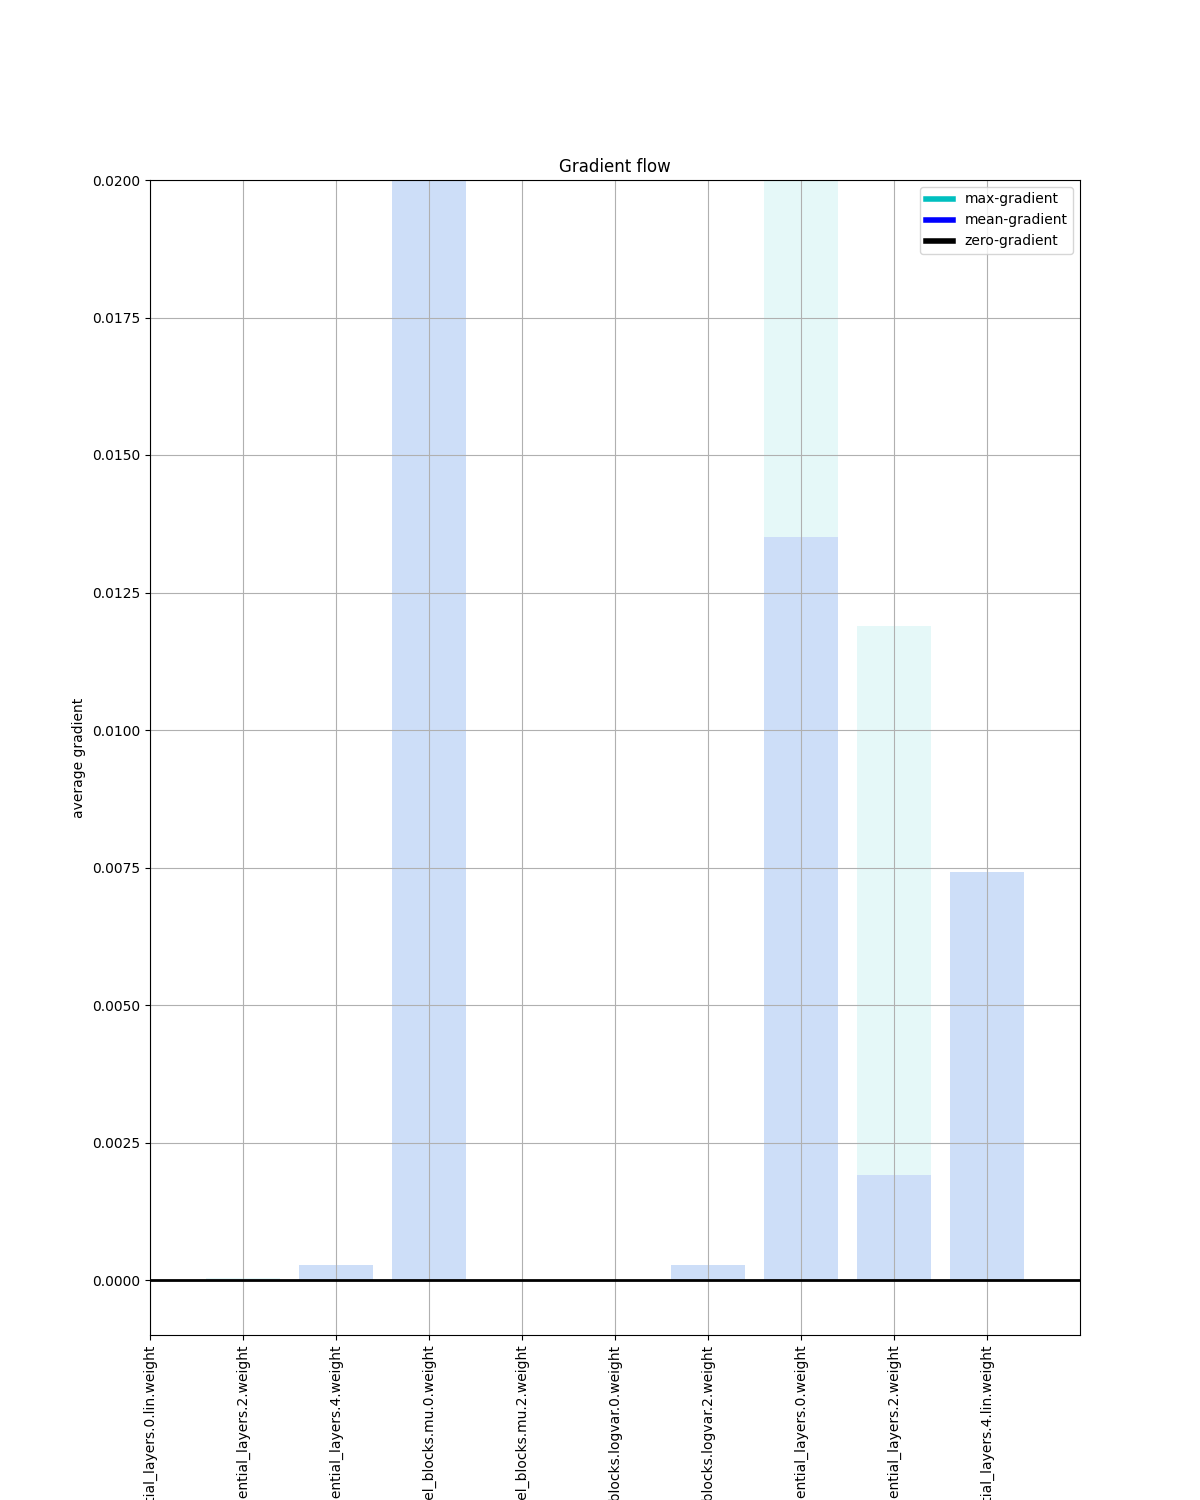 Gradient flow
max-gradient
mean-gradient
zero-gradient
average gradient
0.0200
0.0175
0.0150
0.0125
0.0100
0.0075
0.0050
0.0025
0.0000
tial_layers.0.lin.weight
ential_layers.2.weight
ential_layers.4.weight
el_blocks.mu.0.weight
el_blocks.mu.2.weight
blocks.logvar.0.weight
blocks.logvar.2.weight
ential_layers.0.weight
ential_layers.2.weight
tial_layers.4.lin.weight